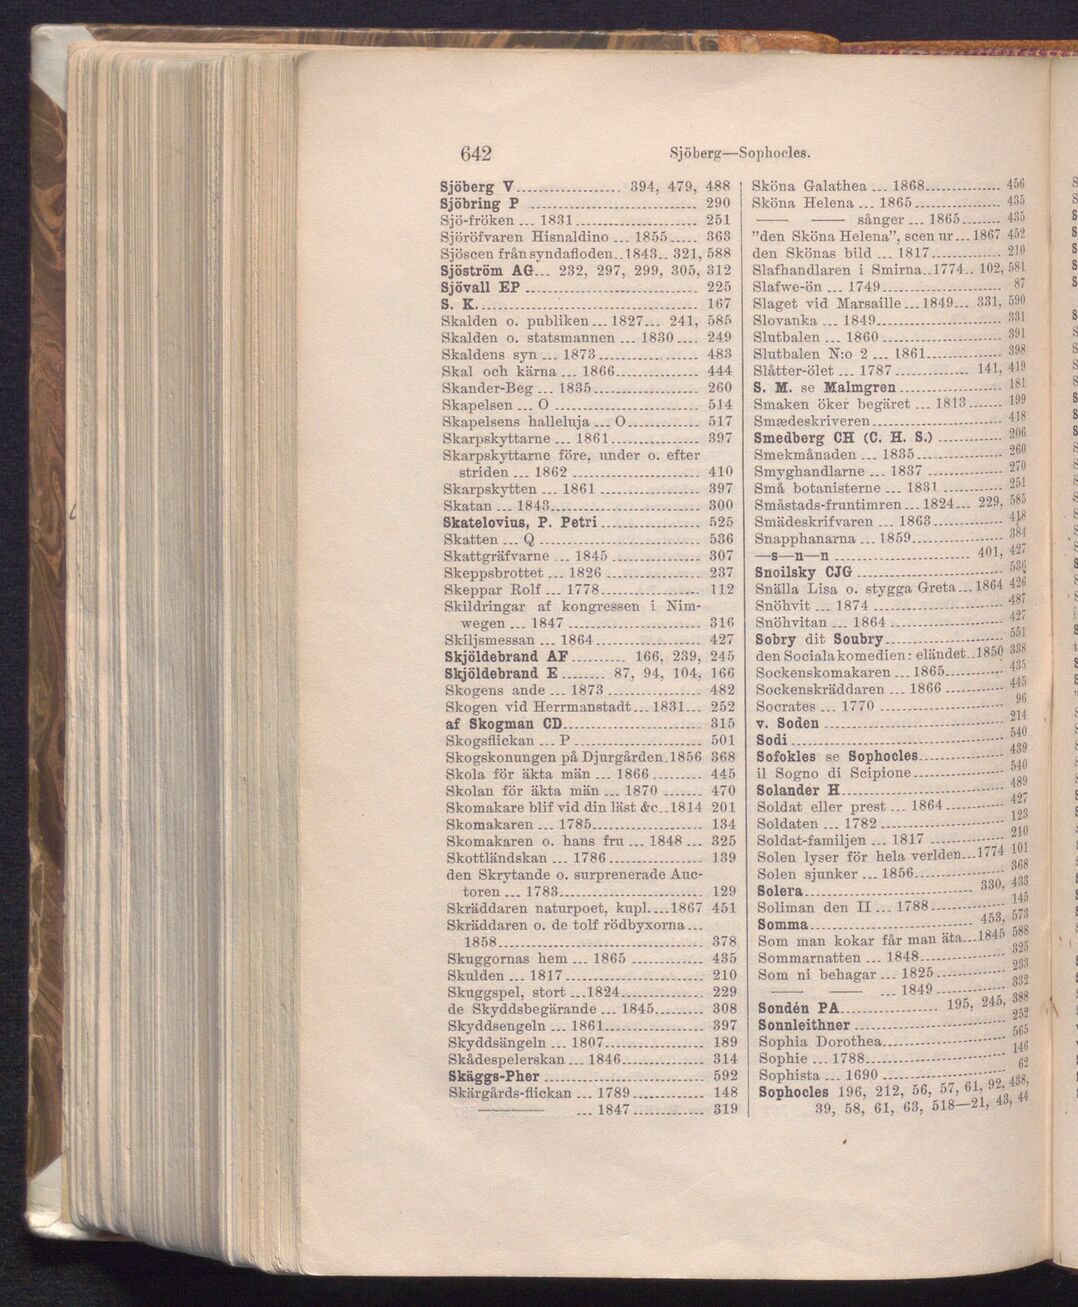 642
Sjöberg—Sophocles.
Sjöberg V 394, 479, 488
Sjöbring P 290
Sjö-fröken ... 1831 251
Sjöröfvaren Hisnaldino ... 1855 363
Sjöscen från syndafloden..1843.. 321, 588
Sjöström AG... 232, 297, 299, 305, 312
Sjövall EP 225
S. K. 167
Skalden o. publiken...1827... 241, 585
Skalden o. statsmannen ... 1830 249
Skaldens syn ... 1873 483
Skal och kärna ... 1866 444
Skander-Beg ... 1835 260
Skapelsen ... O 514
Skapelsens halleluja ... O 517
Skarpskyttarne ... 1861 397
Skarpskyttarne före, under o. efter
striden ... 1862 410
Skarpskytten ... 1861 397
Skatan ... 1843 300
Skatelovius, P. Petri 525
Skatten ... Q 536
Skattgräfvarne ... 1845 307
Skeppsbrottet ... 1826 237
Skeppar Rolf ... 1778 112
Skildringar af kongressen i Nim-
wegen ... 1847 316
Skiljsmessan ... 1864 427
Skjöldebrand AF 166, 239, 245
Skjöldebrand E 87, 94, 104, 166
Skogens ande ... 1873 482
Skogen vid Herrmanstadt...1831... 252
af Skogman CD 315
Skogsflickan ... P 501
Skogskonungen på Djurgården.1856 368
Skola för äkta män ... 1866 445
Skolan för äkta män ... 1870 470
Skomakare blif vid din läst &c..1814 201
Skomakaren ... 1785 134
Skomakaren o. hans fru ... 1848 ... 325
Skottländskan ... 1786 139
den Skrytande o. surprenerade Auc-
toren ... 1783 129
Skräddaren naturpoet, kupl....1867 451
Skräddaren o. de tolf rödbyxorna...
1858 378
Skuggornas hem ... 1865 435
Skulden ... 1817 210
Skuggspel, stort ...1824 229
de Skyddsbegärande ... 1845 308
Skyddsengeln ... 1861 397
Skyddsängeln ... 1807 189
Skådespelerskan ... 1846 314
Skäggs-Pher 592
Skärgårds-flickan ... 1789 148
—— ... 1847 319
Sköna Galathea ... 1868 456
Sköna Helena ... 1865 435
—— —— sånger ... 1865 435
"den Sköna Helena", scen ur...1867 452
den Skönas bild ... 1817 210
Slafhandlaren i Smirna..1774.. 102, 581
Slafwe-ön ... 1749 87
Slaget vid Marsaille...1849... 331, 590
Slovanka ... 1849 331
Slutbalen ... 1860 391
Slutbalen N:o 2 ... 1861 398
Slåtter-ölet ... 1787 141, 419
S. M. se Malmgren 181
Smaken öker begäret ... 1813 199
Smædeskriveren 418
Smedberg CH (C. H. S.) 206
Smekmånaden ... 1835 260
Smyghandlarne ... 1837 270
Små botanisterne ... 1831 251
Småstads-fruntimren...1824... 229, 585
Smädeskrifvaren ... 1863 418
Snapphanarna ... 1859 384
—s—n—n 401, 427
Snoilsky CJG 536
Snälla Lisa o. stygga Greta...1864 426
Snöhvit ... 1874 487
Snöhvitan ... 1864 427
Sobry dit Soubry 551
den Sociala komedien: eländet..1850 338
Sockenskomakaren ... 1865 435
Sockenskräddaren ... 1866 445
Socrates ... 1770 96
v. Soden 214
Sodi 540
Sofokles se Sophocles 439
il Sogno di Scipione 540
Solander H 489
Soldat eller prest ... 1864 427
Soldaten ... 1782 123
Soldat-familjen ... 1817 210
Solen lyser för hela verlden...1774 101
Solen sjunker ... 1856 368
Solera 330, 433
Soliman den II ... 1788 145
Somma 453, 573
Som man kokar får man äta...1845 588
Sommarnatten ... 1848 325
Som ni behagar ... 1825 233
—— —— ... 1849 332
Sondén PA 195, 245, 388
Sonnleithner 252
Sophia Dorothea 565
Sophie ... 1788 146
Sophista ... 1690 62
Sophocles 196, 212, 56, 57, 61, 92, 438,
39, 58, 61, 63, 518—21, 43, 44